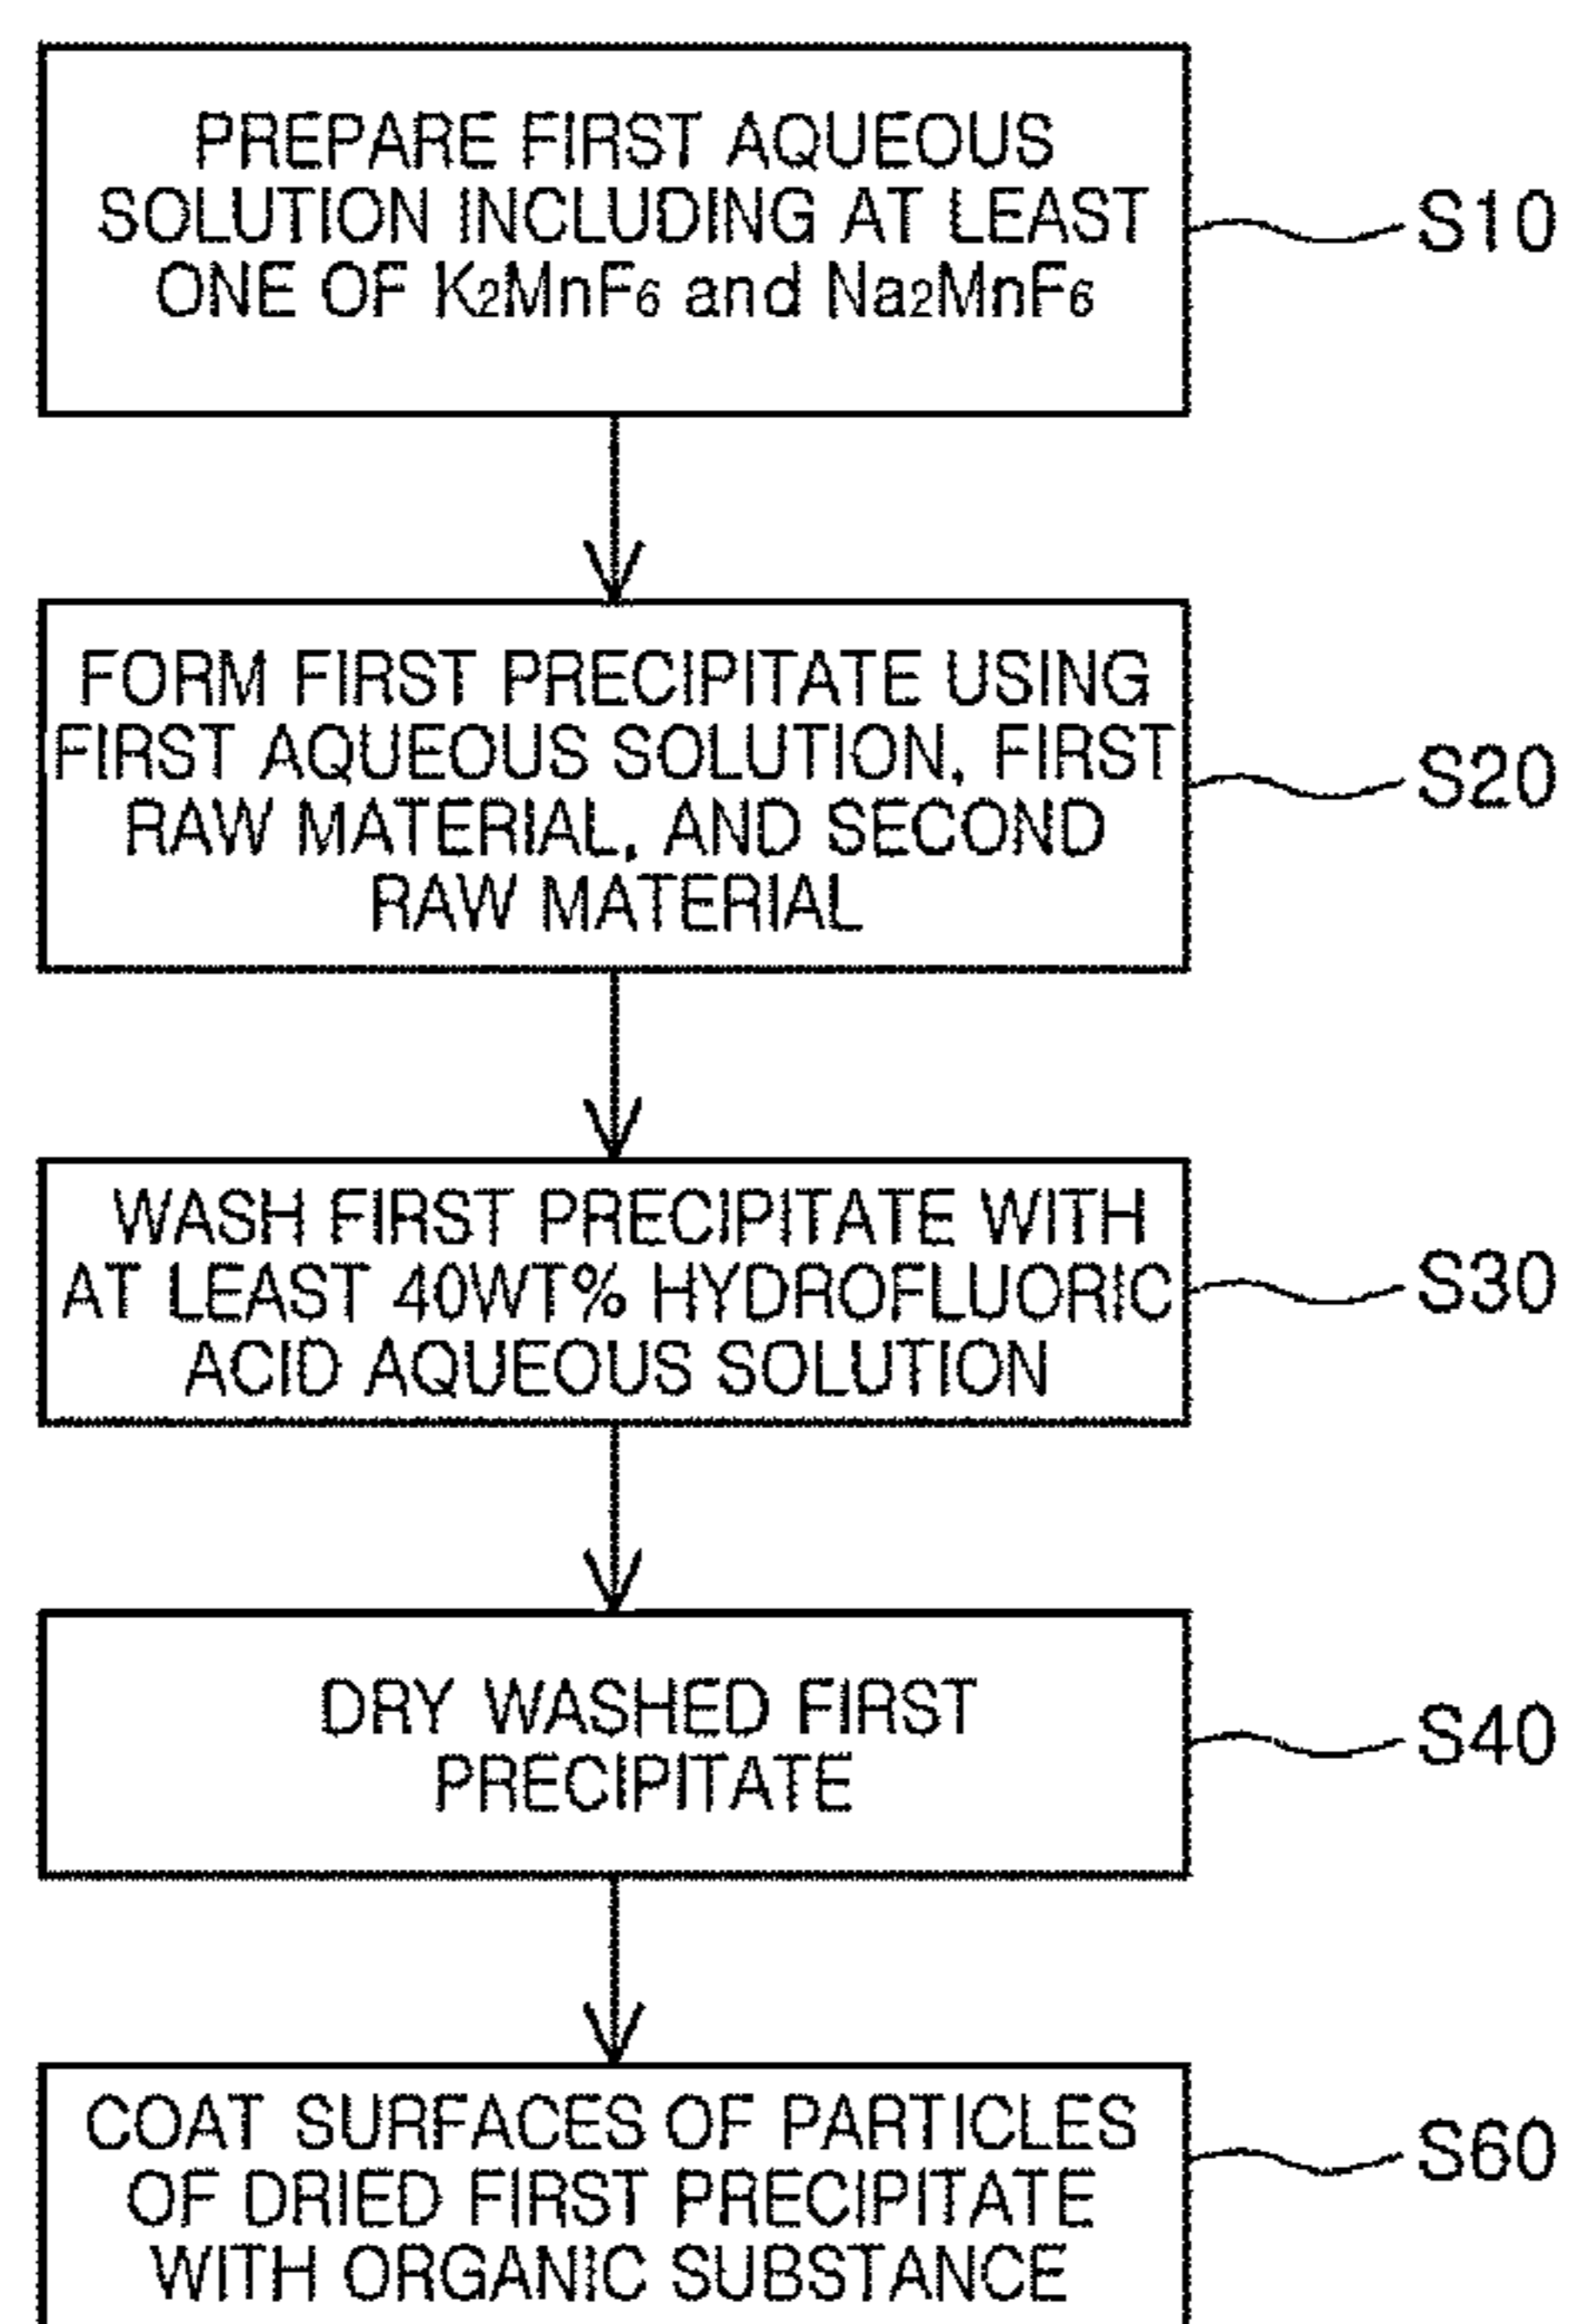 PREPARE FIRST AQUEOUS
SOLUTION INCLUDING AT LEAST
ONE OF K₂MnF₆ and Na₂MnF₆
S10
FORM FIRST PRECIPITATE USING
FIRST AQUEOUS SOLUTION, FIRST
RAW MATERIAL, AND SECOND
RAW MATERIAL
S20
WASH FIRST PRECIPITATE WITH
AT LEAST 40WT% HYDROFLUORIC
ACID AQUEOUS SOLUTION
S30
DRY WASHED FIRST
PRECIPITATE
S40
COAT SURFACES OF PARTICLES
OF DRIED FIRST PRECIPITATE
WITH ORGANIC SUBSTANCE
S60